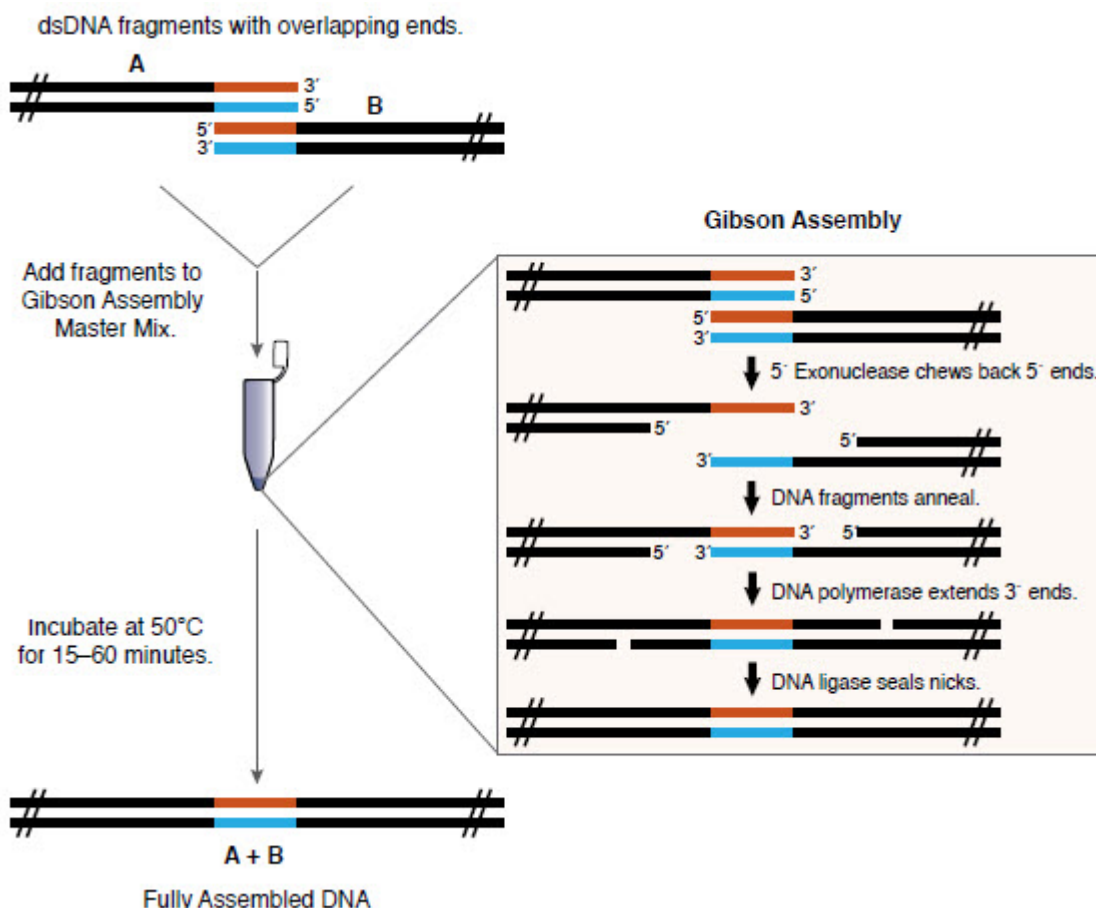 dsDNA fragments with overlapping ends.
A
3′
5′
B
5′
3′
Add fragments to
Gibson Assembly
Master Mix.
Incubate at 50°C
for 15–60 minutes.
A + B
Fully Assembled DNA
Gibson Assembly
3′
5′
5′
3′
5′ Exonuclease chews back 5′ ends.
3′
5′
5′
3′
DNA fragments anneal.
3′ 5′
5′ 3′
DNA polymerase extends 3′ ends.
DNA ligase seals nicks.